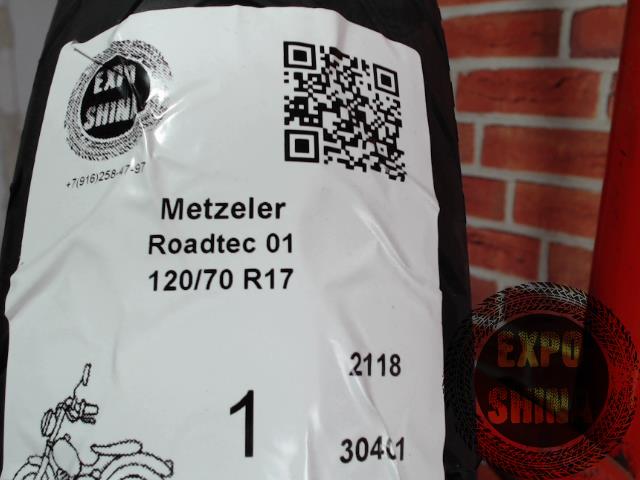 EXPO
SHINA
+7(916)258-47-97
Metzeler
Roadtec 01
120/70 R17
2118
1
30401
EXPO
SHINA